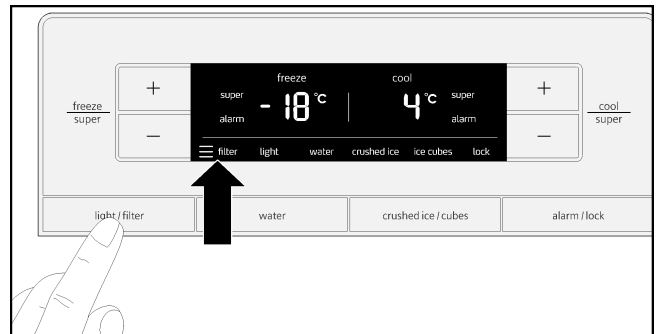 freeze cool
super super
- 18 °C 4 °C
alarm alarm
freeze
super
+
−
+
−
cool
super
filter light water crushed ice ice cubes lock
light / filter water crushed ice / cubes alarm / lock